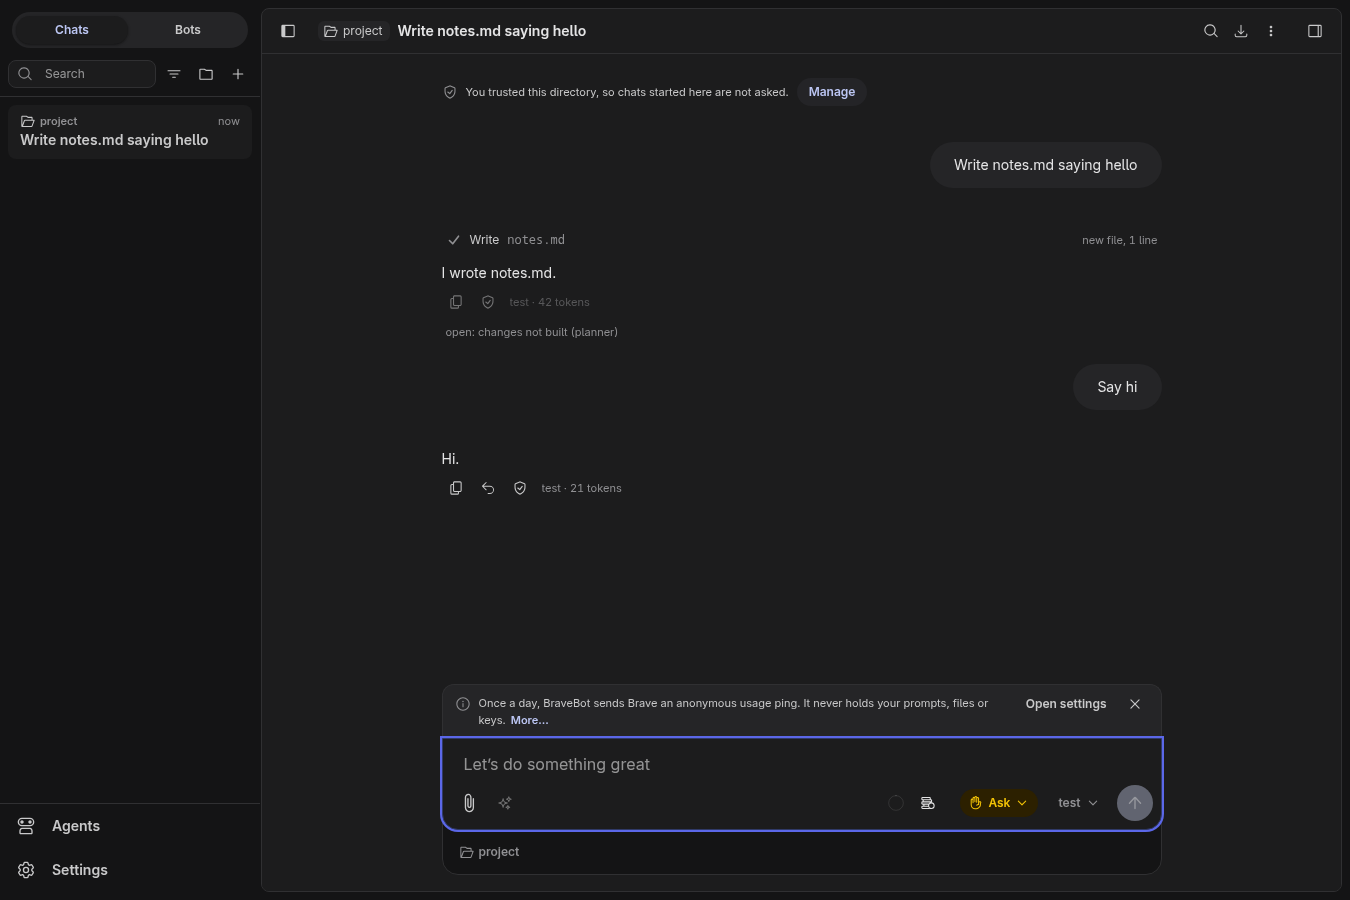 Chats
Bots
Search
project
now
Write notes.md saying hello
Agents
Settings
project
Write notes.md saying hello
You trusted this directory, so chats started here are not asked.
Manage
Write notes.md saying hello
Write notes.md
new file, 1 line
I wrote notes.md.
test · 42 tokens
open: changes not built (planner)
Say hi
Hi.
test · 21 tokens
Once a day, BraveBot sends Brave an anonymous usage ping. It never holds your prompts, files or
keys. More...
Open settings
Let's do something great
Ask
test
project